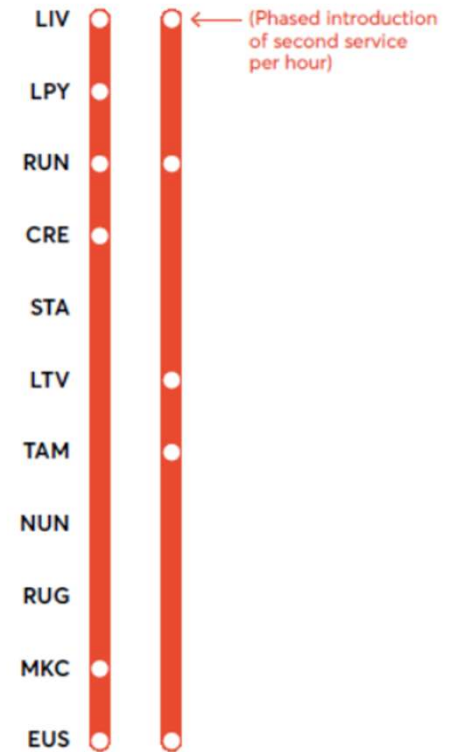 LIV
(Phased introduction
of second service
per hour)
LPY
RUN
CRE
STA
LTV
TAM
NUN
RUG
MKC
EUS